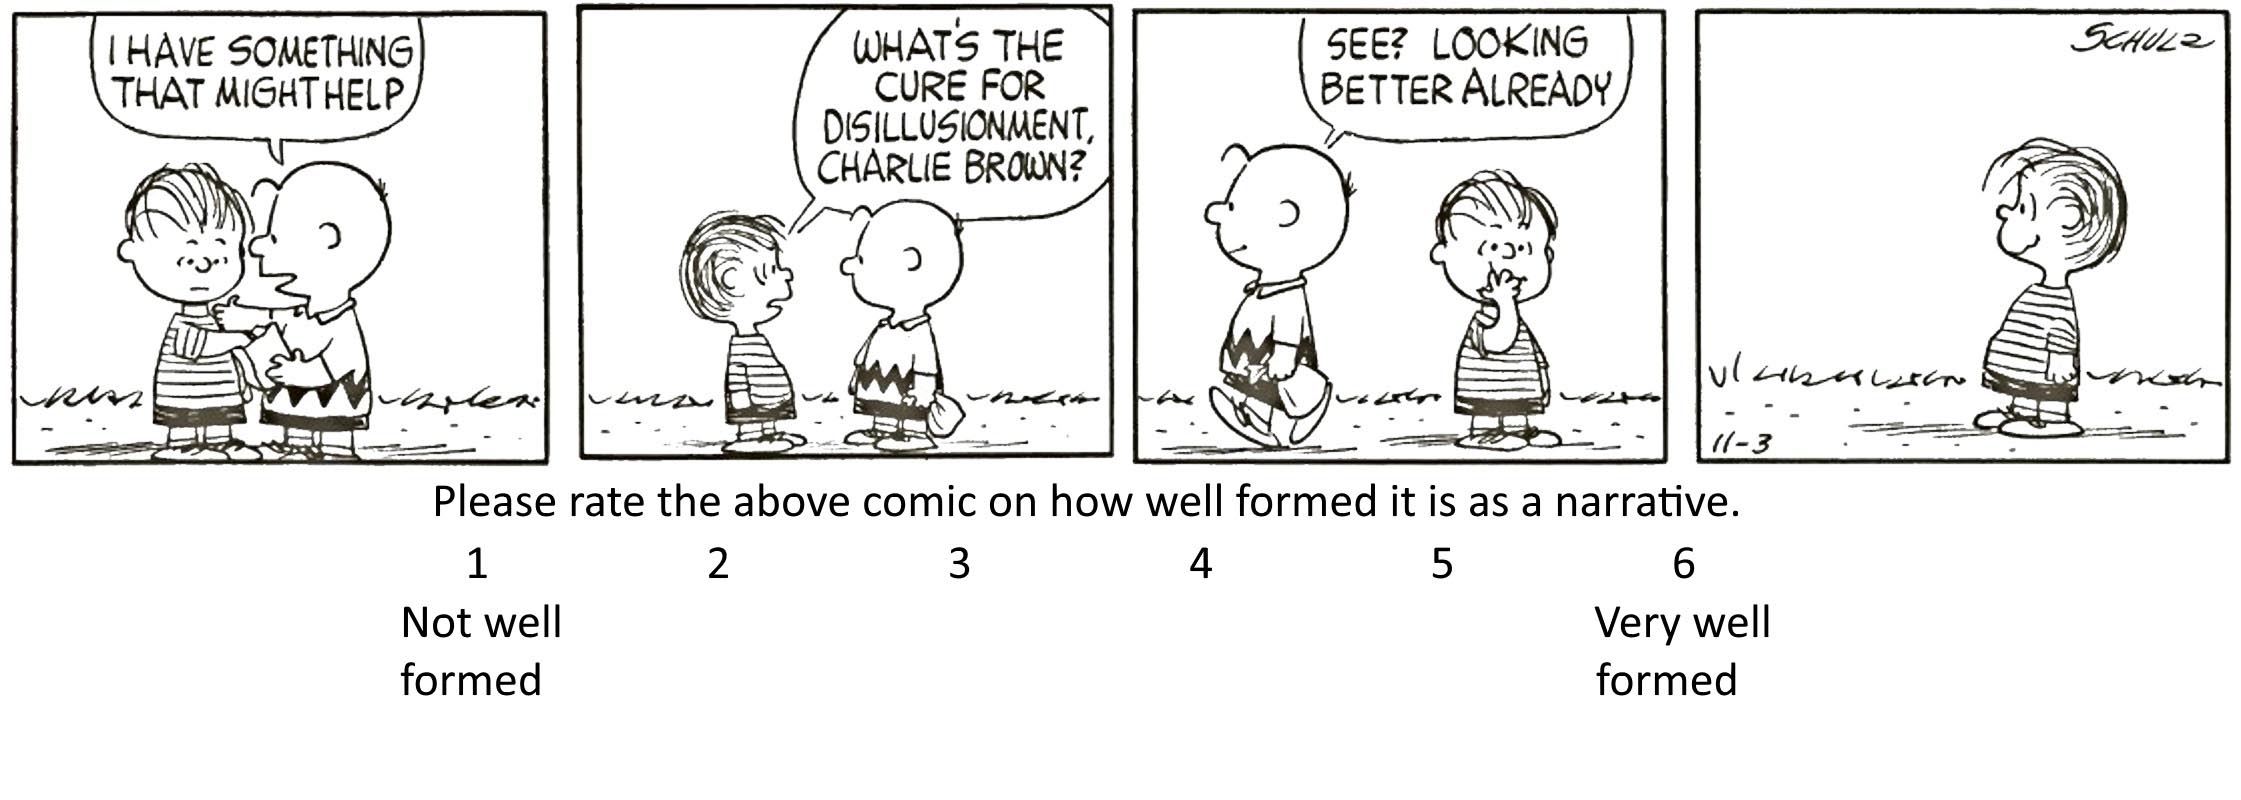 I HAVE SOMETHING
THAT MIGHT HELP
WHAT'S THE
CURE FOR
DISILLUSIONMENT,
CHARLIE BROWN?
SEE? LOOKING
BETTER ALREADY
SCHULZ
11-3
Please rate the above comic on how well formed it is as a narrative.
1 2 3 4 5 6
Not well
formed
Very well
formed